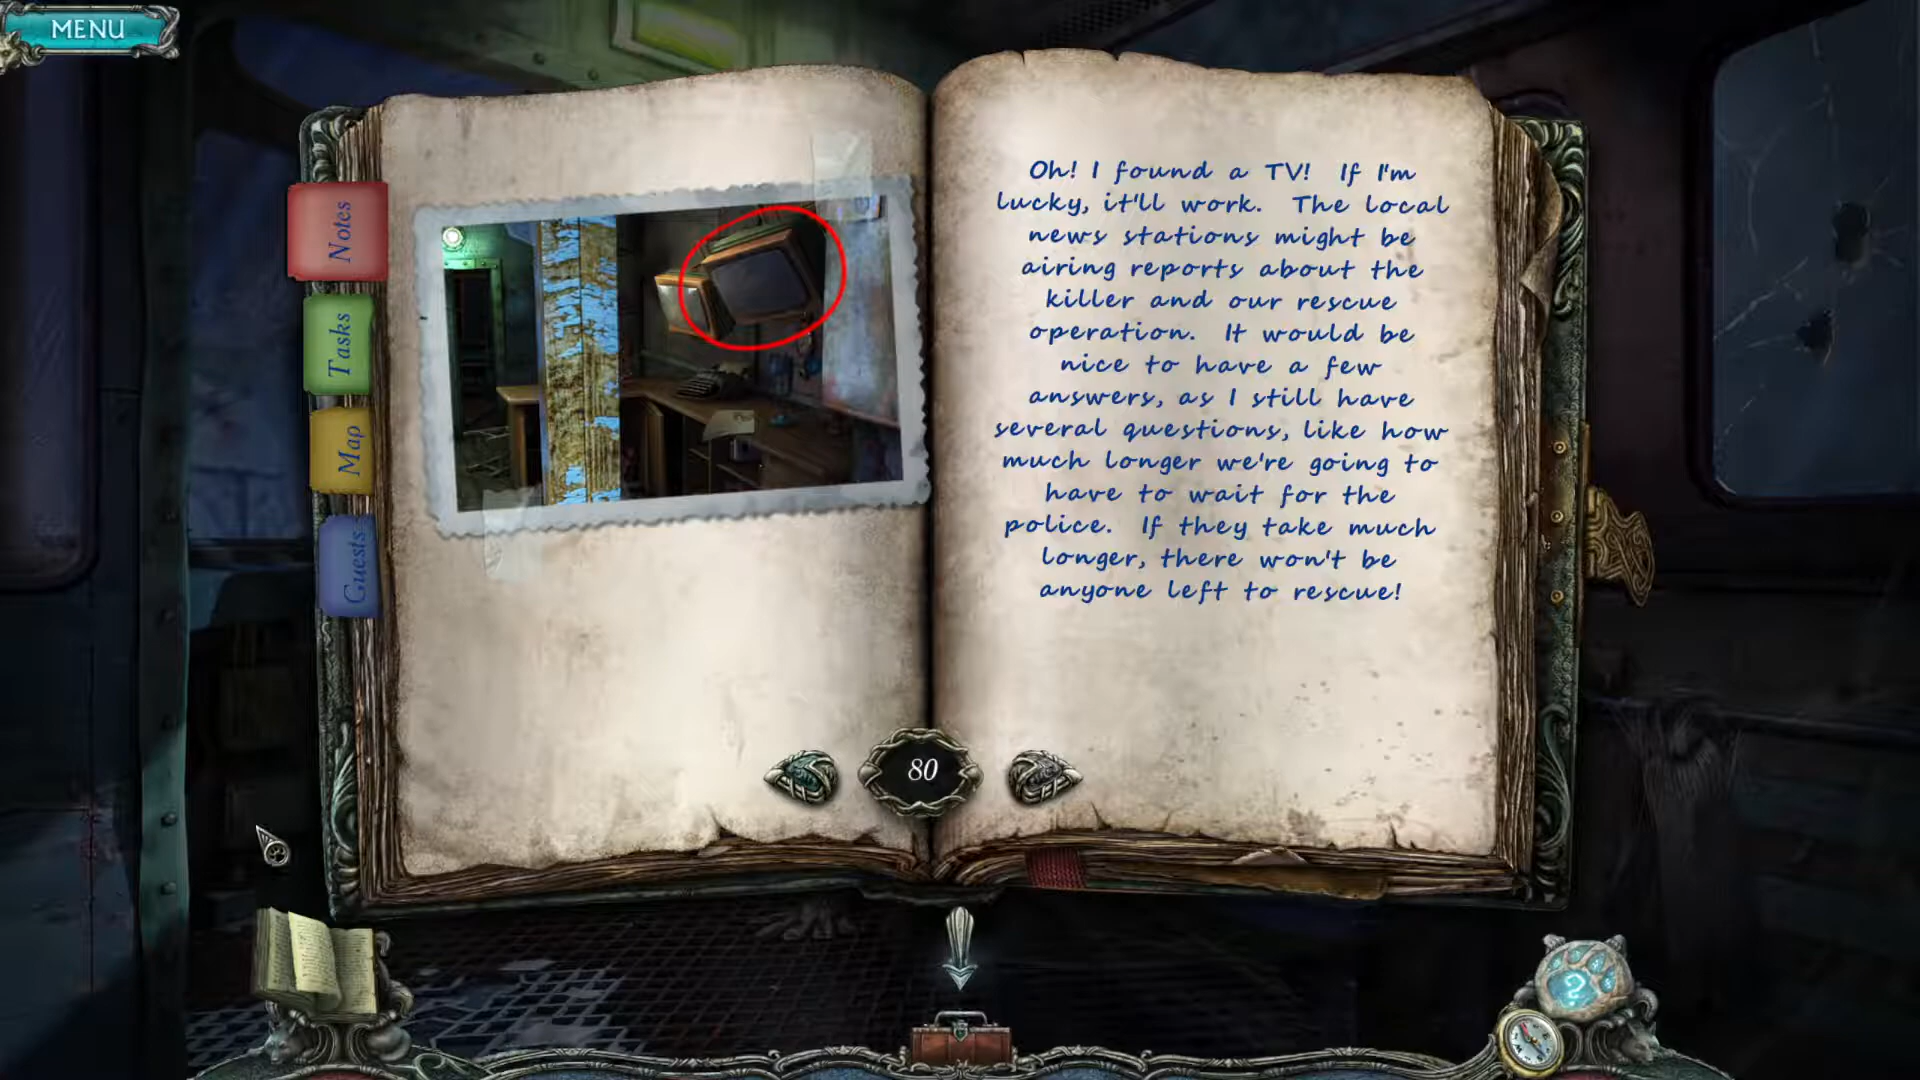 MENU
Notes
Tasks
Map
Guests
Oh! I found a TV! If I'm
lucky, it'll work. The local
news stations might be
airing reports about the
killer and our rescue
operation. It would be
nice to have a few
answers, as I still have
several questions, like how
much longer we're going to
have to wait for the
police. If they take much
longer, there won't be
anyone left to rescue!
80
?